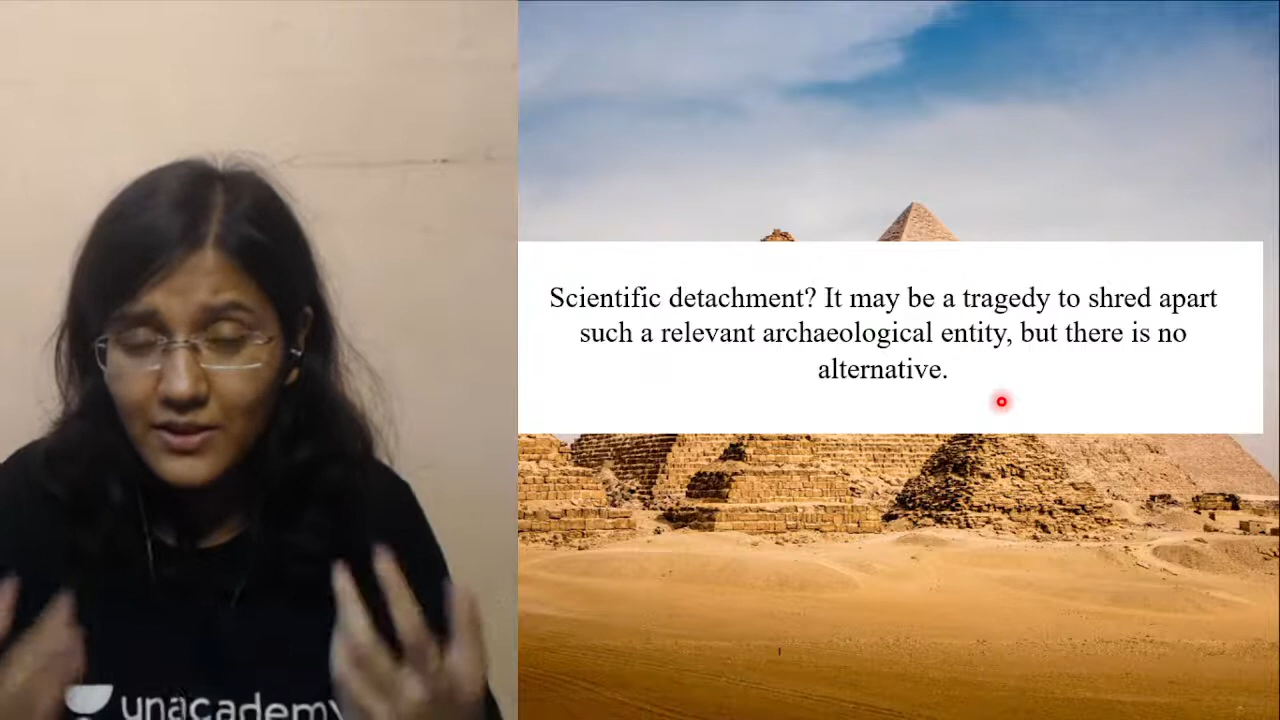 Scientific detachment? It may be a tragedy to shred apart
such a relevant archaeological entity, but there is no
alternative.
unacademy